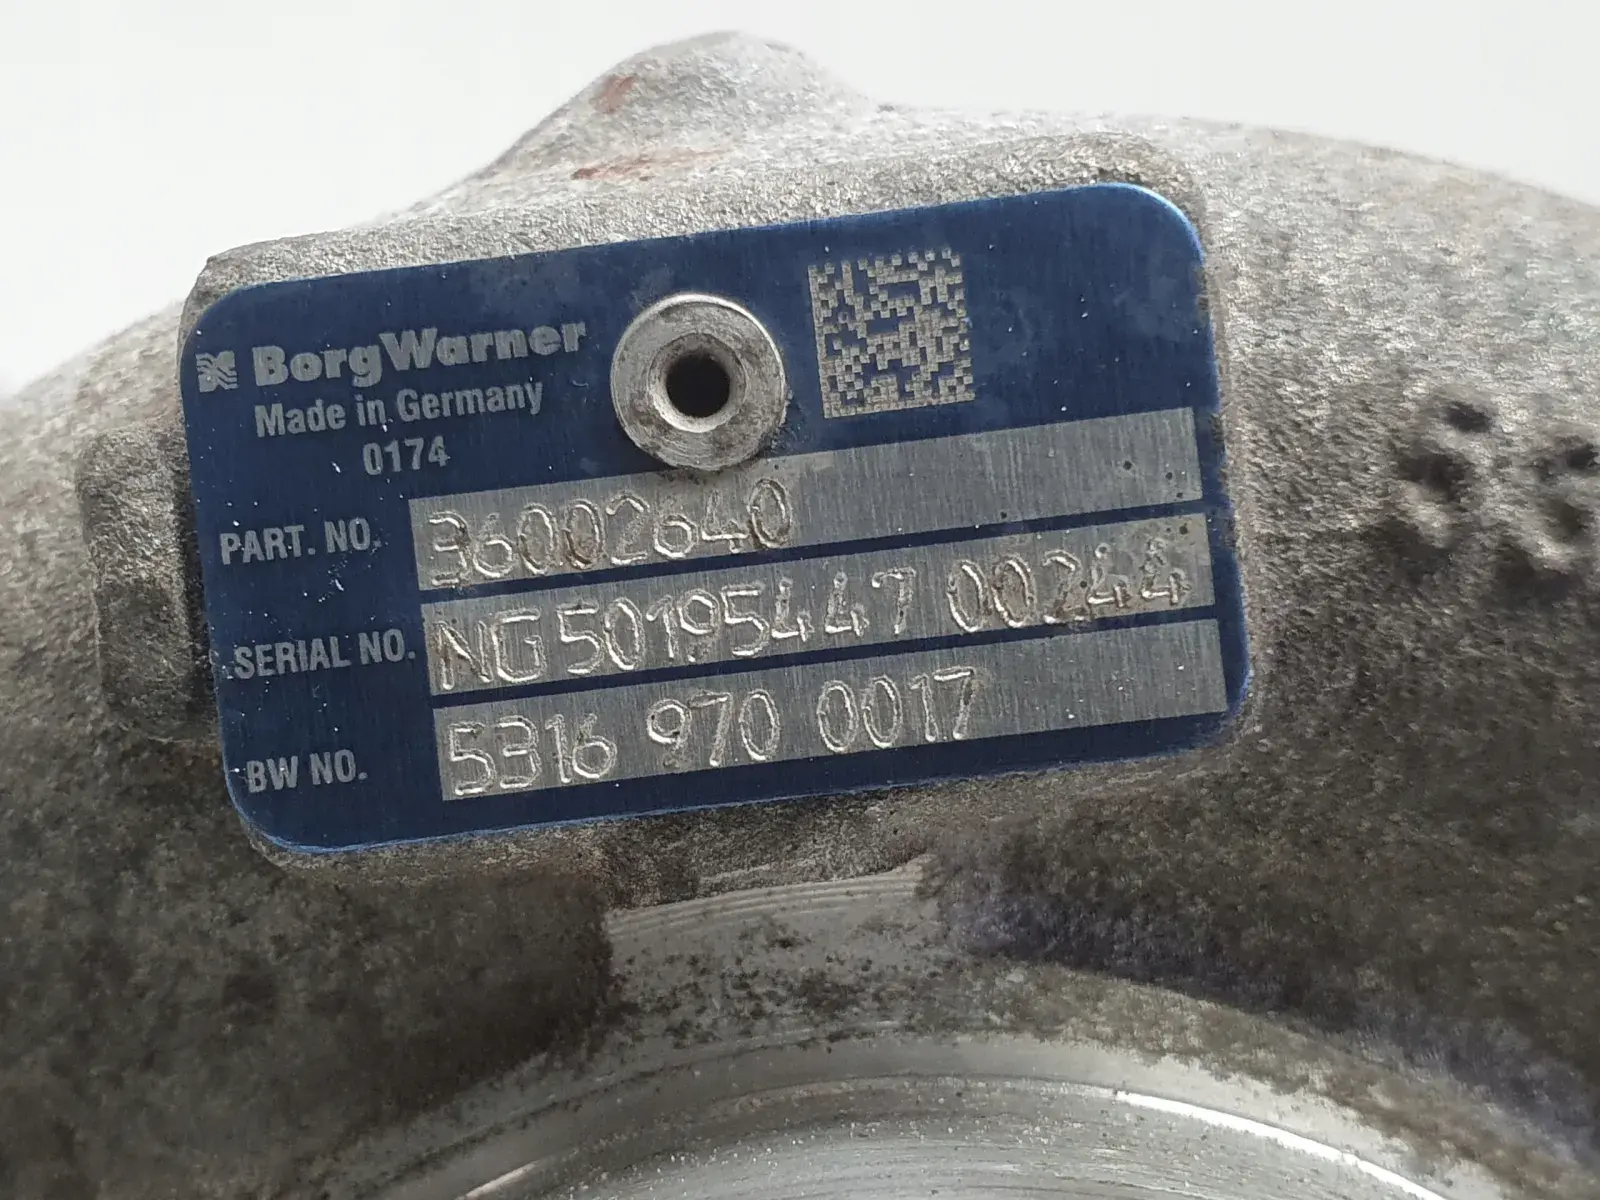 BorgWarner
Made in Germany
0174
PART. NO. 36002640
SERIAL NO. NG50195447 00244
BW NO. 5316 970 0017